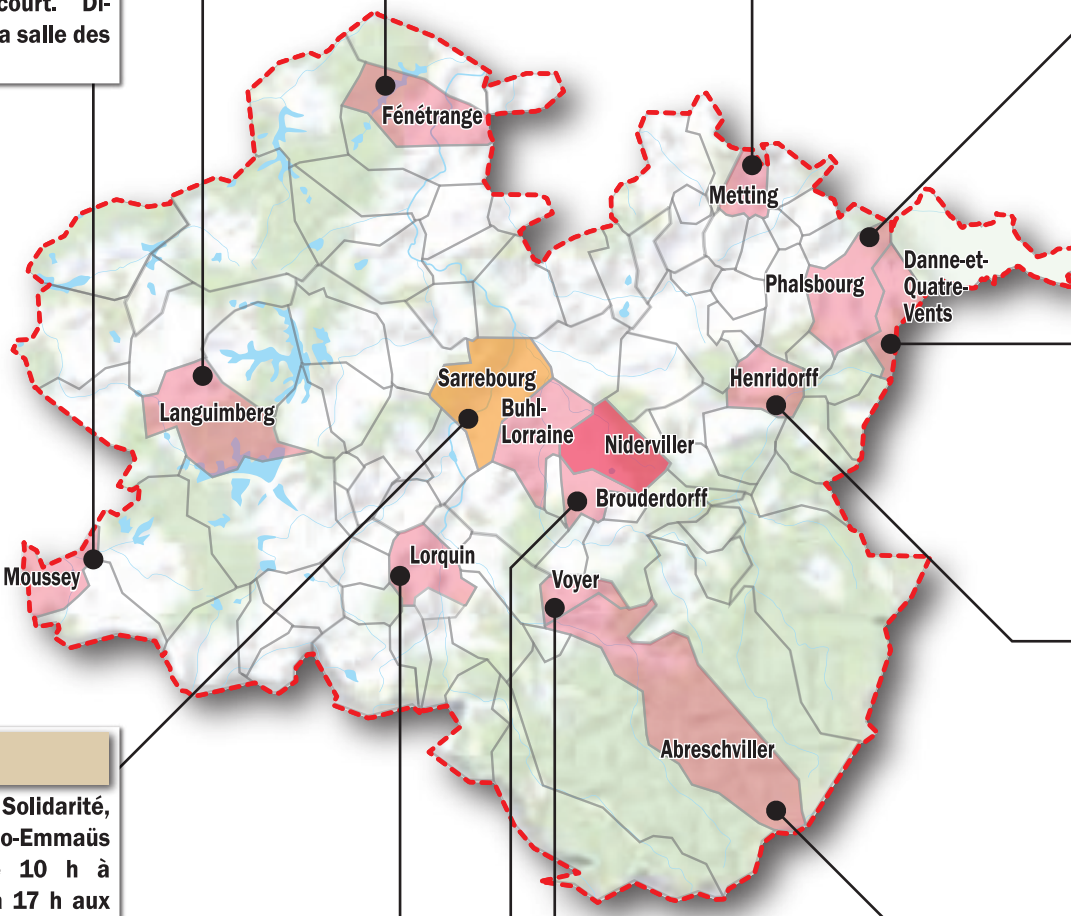 court. Di-
a salle des
Fénétrange
Metting
Danne-et-
Quatre-
Vents
Phalsbourg
Sarrebourg
Henridorff
Languimberg
Buhl-
Lorraine
Niderviller
Brouderdorff
Lorquin
Moussey
Voyer
Abreschviller
Solidarité,
o-Emmaüs
10 h à
17 h aux